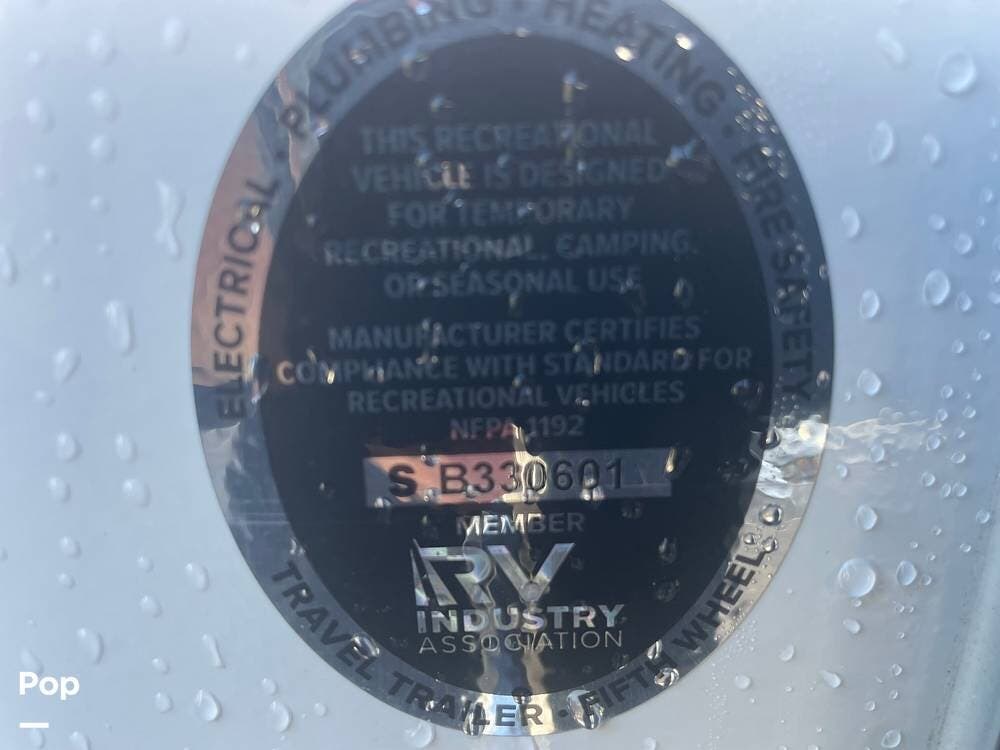 ELECTRICAL · PLUMBING · HEATING · FIRE SAFETY
THIS RECREATIONAL
VEHICLE IS DESIGNED
FOR TEMPORARY
RECREATIONAL, CAMPING,
OR SEASONAL USE
MANUFACTURER CERTIFIES
COMPLIANCE WITH STANDARD FOR
RECREATIONAL VEHICLES
NFPA 1192
S B330601
MEMBER
RV
INDUSTRY
ASSOCIATION
TRAVEL TRAILER · FIFTH WHEEL
Pop